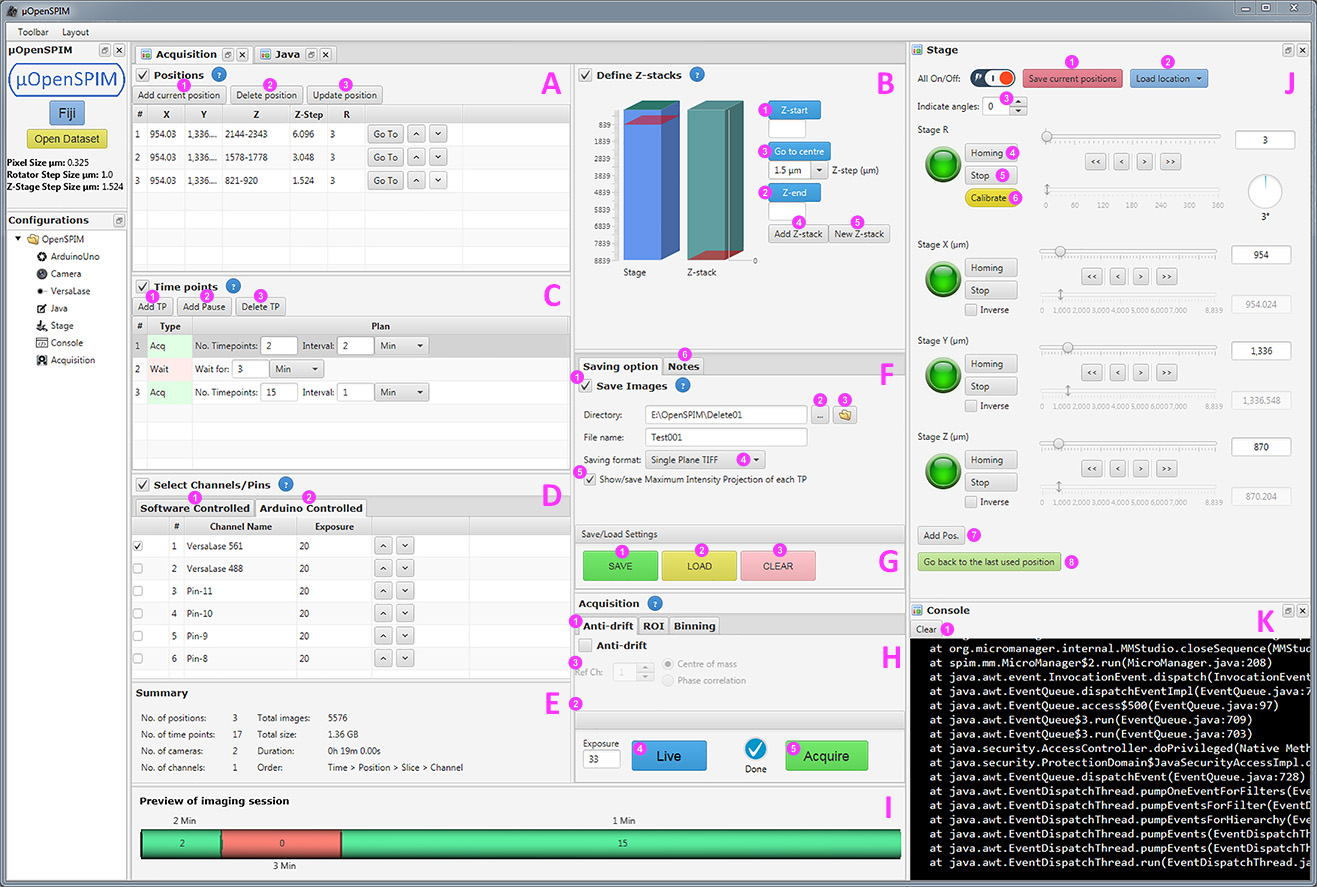 µOpenSPIM
Toolbar Layout
µOpenSPIM
µOpenSPIM
Fiji
Open Dataset
Pixel Size µm: 0.325
Rotator Step Size µm: 1.0
Z-Stage Step Size µm: 1.524
Configurations
OpenSPIM
ArduinoUno
Camera
VersaLase
Java
Stage
Console
Acquisition
Acquisition Java
Positions ? A
1 2 3
Add current position Delete position Update position
# X Y Z Z-Step R
1 954.03 1,336.... 2144-2343 6.096 3 Go To
2 954.03 1,336.... 1578-1778 3.048 3 Go To
3 954.03 1,336.... 821-920 1.524 3 Go To
Time points ? C
1 2 3
Add TP Add Pause Delete TP
# Type Plan
1 Acq No. Timepoints: 2 Interval: 2 Min
2 Wait Wait for: 3 Min
3 Acq No. Timepoints: 15 Interval: 1 Min
Select Channels/Pins ? D
1 2
Software Controlled Arduino Controlled
# Channel Name Exposure
1 VersaLase 561 20
2 VersaLase 488 20
3 Pin-11 20
4 Pin-10 20
5 Pin-9 20
6 Pin-8 20
Summary E
No. of positions: 3 Total images: 5576
No. of time points: 17 Total size: 1.36 GB
No. of cameras: 2 Duration: 0h 19m 0.00s
No. of channels: 1 Order: Time > Position > Slice > Channel
Define Z-stacks ? B
839
1839
2839
3839
4839
5839
6839
7839
8839
0
Stage Z-stack
1 Z-start
3 Go to centre
1.5 µm Z-step (µm)
2 Z-end
4 5
Add Z-stack New Z-stack
6
Saving option Notes F
1
Save Images ?
2 3
Directory: E:\OpenSPIM\Delete01 ...
File name: Test001
Saving format: Single Plane TIFF 4
5
Show/save Maximum Intensity Projection of each TP
Save/Load Settings G
1 2 3
SAVE LOAD CLEAR
Acquisition ?
1 Anti-drift ROI Binning H
Anti-drift
3
Ref Ch: 1 Centre of mass
Phase correlation
2
Exposure
33
4 Live
Done
5 Acquire
Preview of imaging session I
2 Min 1 Min
2 0 15
3 Min
Stage J
1 2
All On/Off: I Save current positions Load location
Indicate angles: 0 3
Stage R
Homing 4
Stop 5
Calibrate 6
<< < > >>
3
0 60 120 180 240 300 360
3°
Stage X (µm)
Homing
Stop
Inverse
<< < > >>
954
0 1,000 2,000 3,000 4,000 5,000 6,000 7,000 8,839
954.024
Stage Y (µm)
Homing
Stop
Inverse
<< < > >>
1,336
0 1,000 2,000 3,000 4,000 5,000 6,000 7,000 8,839
1,336.548
Stage Z (µm)
Homing
Stop
Inverse
<< < > >>
870
0 1,000 2,000 3,000 4,000 5,000 6,000 7,000 8,839
870.204
Add Pos. 7
Go back to the last used position 8
Console K
Clear 1
at org.micromanager.internal.MMStudio.closeSequence(MMStud
at spim.mm.MicroManager$2.run(MicroManager.java:208)
at java.awt.event.InvocationEvent.dispatch(InvocationEvent
at java.awt.EventQueue.dispatchEventImpl(EventQueue.java:7
at java.awt.EventQueue.access$500(EventQueue.java:97)
at java.awt.EventQueue$3.run(EventQueue.java:709)
at java.awt.EventQueue$3.run(EventQueue.java:703)
at java.security.AccessController.doPrivileged(Native Meth
at java.security.ProtectionDomain$JavaSecurityAccessImpl.d
at java.awt.EventQueue.dispatchEvent(EventQueue.java:728)
at java.awt.EventDispatchThread.pumpOneEventForFilters(Eve
at java.awt.EventDispatchThread.pumpEventsForFilter(EventD
at java.awt.EventDispatchThread.pumpEventsForHierarchy(Eve
at java.awt.EventDispatchThread.pumpEvents(EventDispatchTh
at java.awt.EventDispatchThread.pumpEvents(EventDispatchTh
at java.awt.EventDispatchThread.run(EventDispatchThread.ja